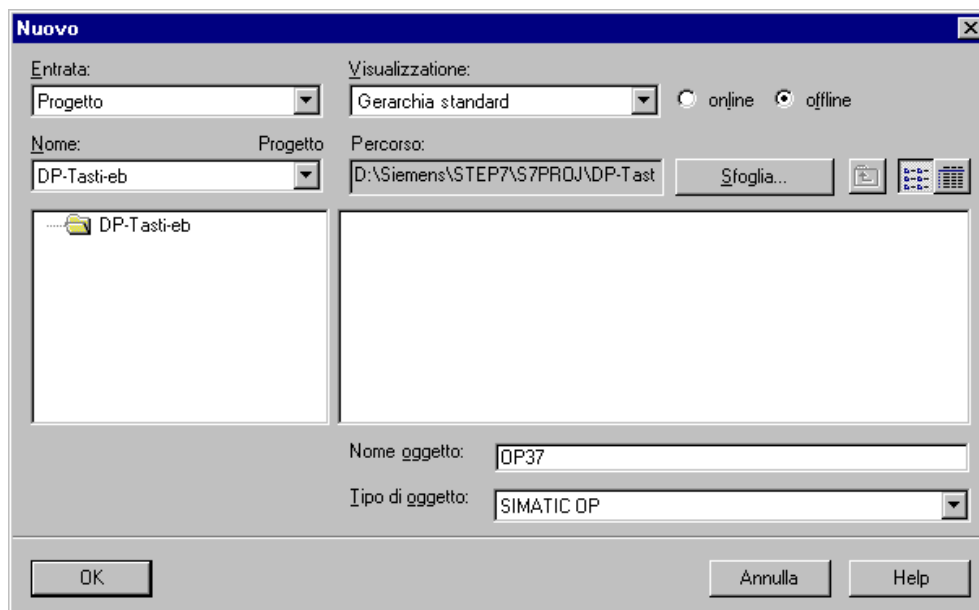 Nuovo
Entrata:
Visualizzatione:
Progetto
Gerarchia standard
online
offline
Nome:
Progetto
Percorso:
DP-Tasti-eb
D:\Siemens\STEP7\S7PROJ\DP-Tast
Sfoglia...
DP-Tasti-eb
Nome oggetto:
OP37
Tipo di oggetto:
SIMATIC OP
OK
Annulla
Help